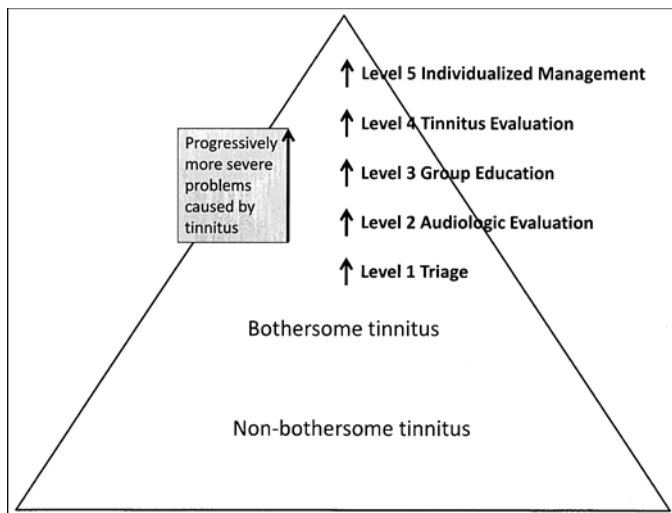 Level 5 Individualized Management
Level 4 Tinnitus Evaluation
Progressively
more severe
problems
caused by
tinnitus
Level 3 Group Education
Level 2 Audiologic Evaluation
Level 1 Triage
Bothersome tinnitus
Non-bothersome tinnitus